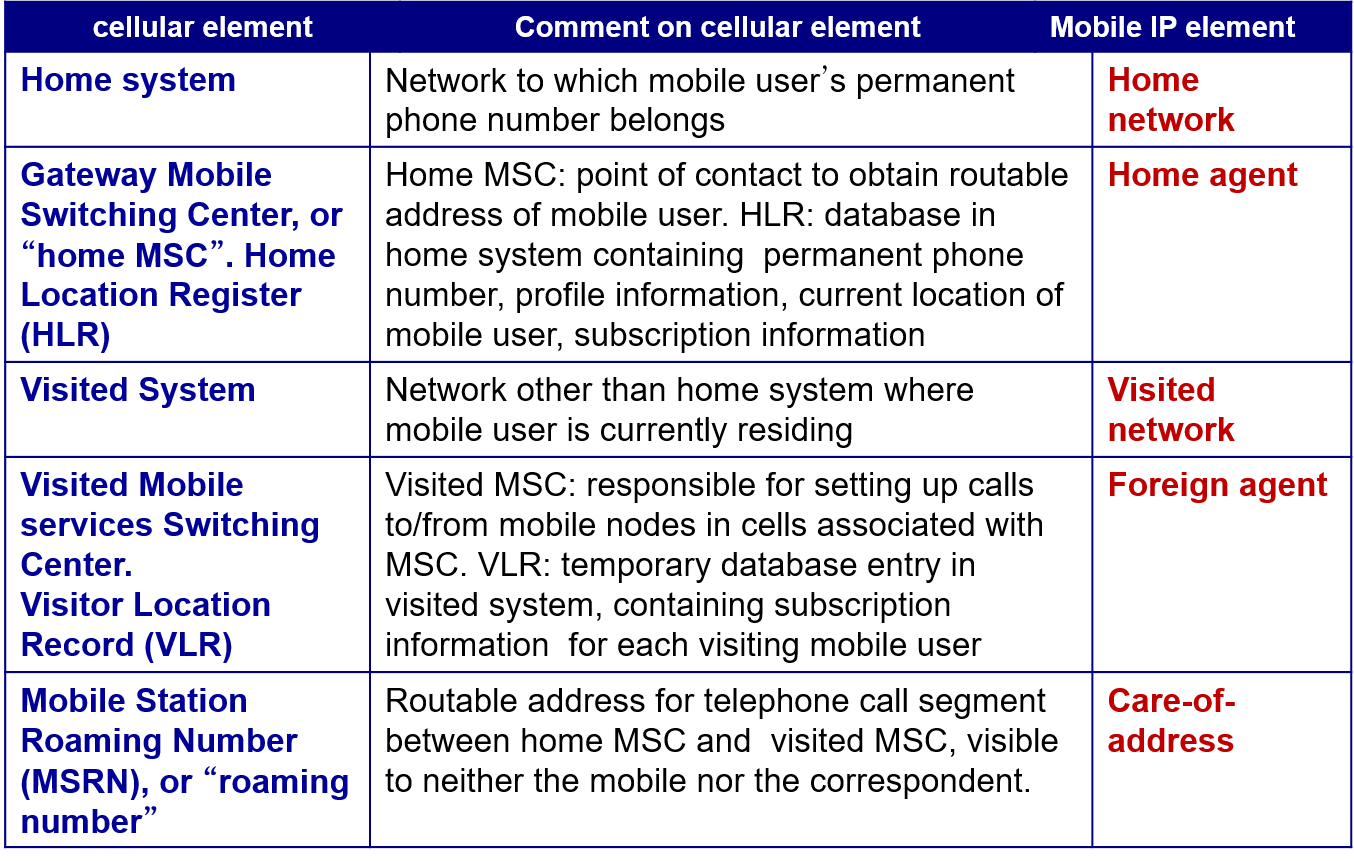 cellular element Comment on cellular element Mobile IP element
Home system
Network to which mobile user’s permanent
phone number belongs
Home
network
Gateway Mobile
Switching Center, or
“home MSC”. Home
Location Register
(HLR)
Home MSC: point of contact to obtain routable
address of mobile user. HLR: database in
home system containing  permanent phone
number, profile information, current location of
mobile user, subscription information
Home agent
Visited System
Network other than home system where
mobile user is currently residing
Visited
network
Visited Mobile
services Switching
Center.
Visitor Location
Record (VLR)
Visited MSC: responsible for setting up calls
to/from mobile nodes in cells associated with
MSC. VLR: temporary database entry in
visited system, containing subscription
information  for each visiting mobile user
Foreign agent
Mobile Station
Roaming Number
(MSRN), or “roaming
number”
Routable address for telephone call segment
between home MSC and  visited MSC, visible
to neither the mobile nor the correspondent.
Care-of-
address